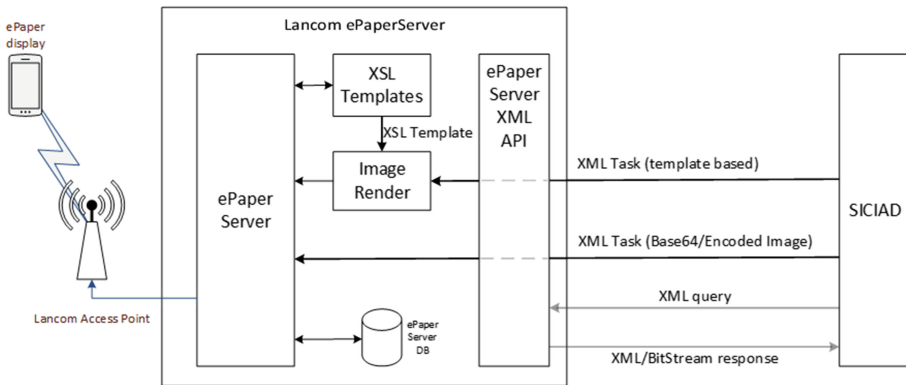 ePaper
display
Lancom ePaperServer
XSL
Templates
ePaper
Server
XML
API
XSL Template
Image
Render
ePaper
Server
XML Task (template based)
SICIAD
XML Task (Base64/Encoded Image)
XML query
Lancom Access Point
ePaper
Server
DB
XML/BitStream response